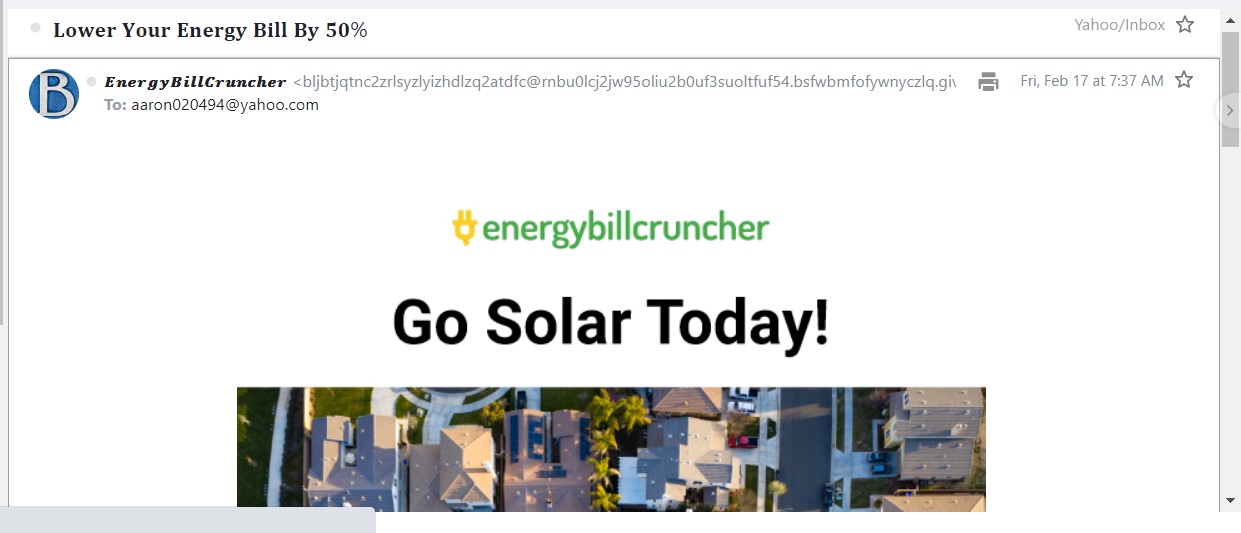 Lower Your Energy Bill By 50%
Yahoo/Inbox
B
EnergyBillCruncher <bljbtjqtnc2zrlsyzlyizhdlzq2atdfc@rnbu0lcj2jw95oliu2b0uf3suoltfuf54.bsfwbmfofywnyczlq.giv
Fri, Feb 17 at 7:37 AM
To: aaron020494@yahoo.com
energybillcruncher
Go Solar Today!